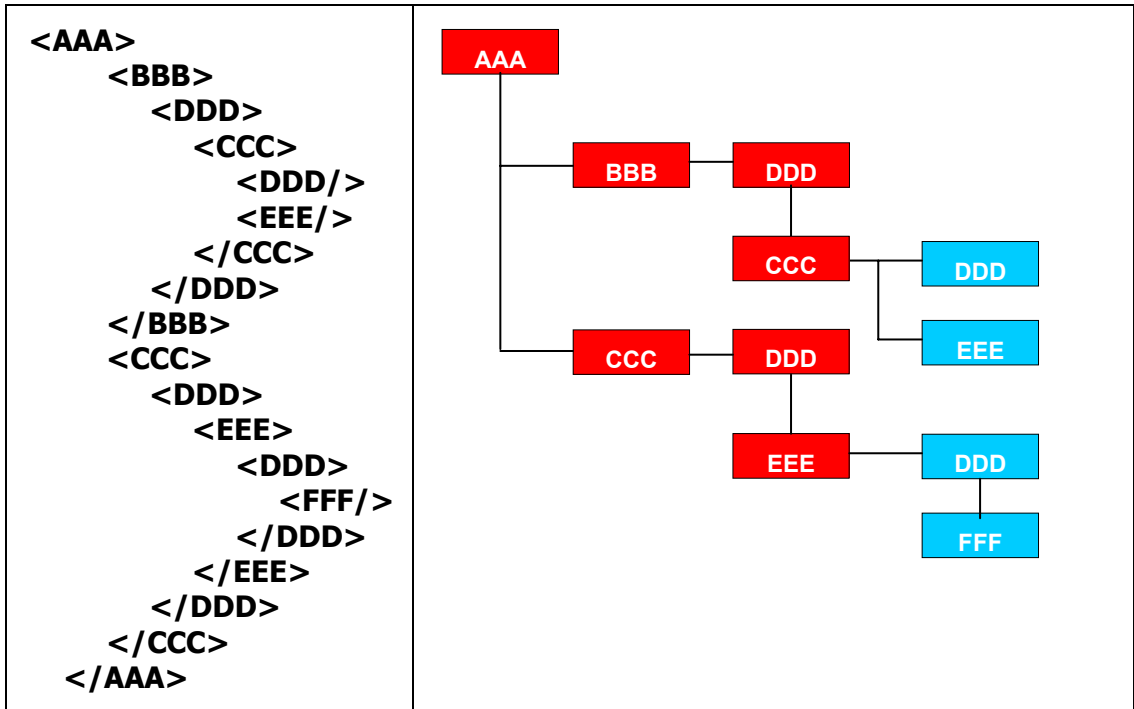 <AAA>
<BBB>
<DDD>
<CCC>
<DDD/>
<EEE/>
</CCC>
</DDD>
</BBB>
<CCC>
<DDD>
<EEE>
<DDD>
<FFF/>
</DDD>
</EEE>
</DDD>
</CCC>
</AAA>
AAA
BBB DDD
CCC DDD
EEE
CCC DDD
EEE DDD
FFF